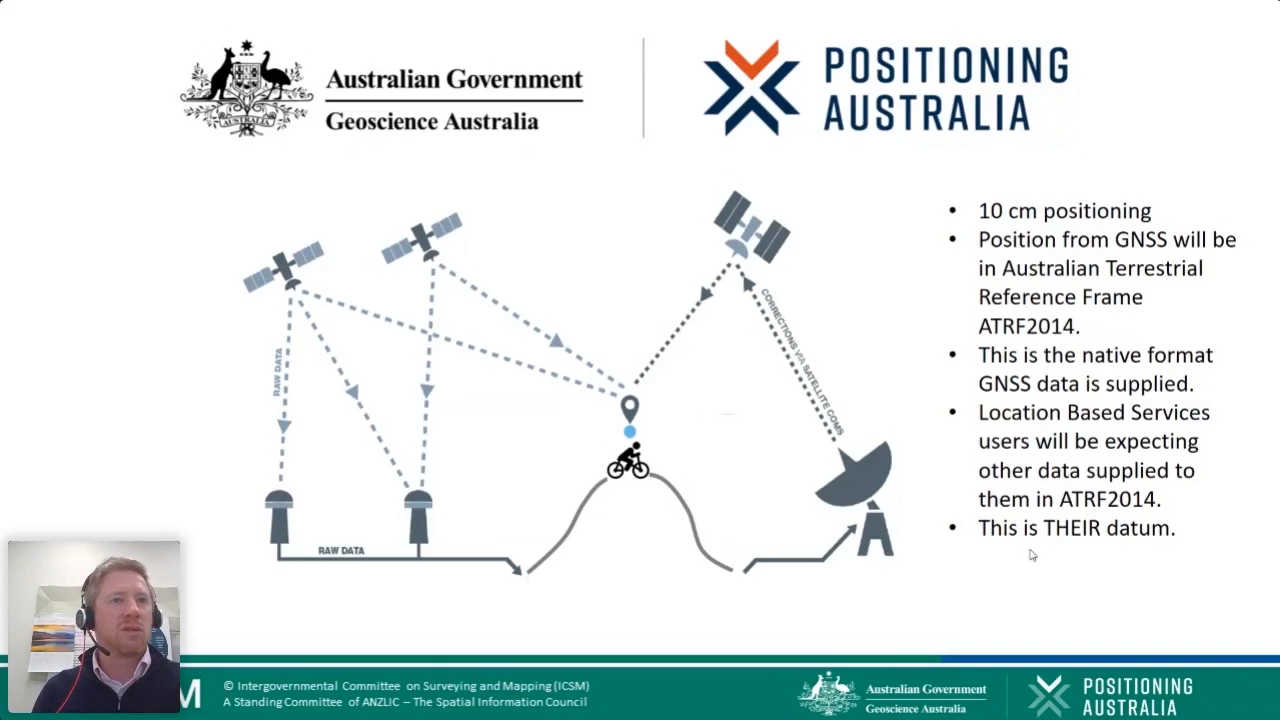 Australian Government
Geoscience Australia
POSITIONING
AUSTRALIA
RAW DATA
RAW DATA
CORRECTIONS VIA SATELLITE COMS
• 10 cm positioning
• Position from GNSS will be
in Australian Terrestrial
Reference Frame
ATRF2014.
• This is the native format
GNSS data is supplied.
• Location Based Services
users will be expecting
other data supplied to
them in ATRF2014.
• This is THEIR datum.
M
© Intergovernmental Committee on Surveying and Mapping (ICSM)
A Standing Committee of ANZLIC – The Spatial Information Council
Australian Government
Geoscience Australia
POSITIONING
AUSTRALIA